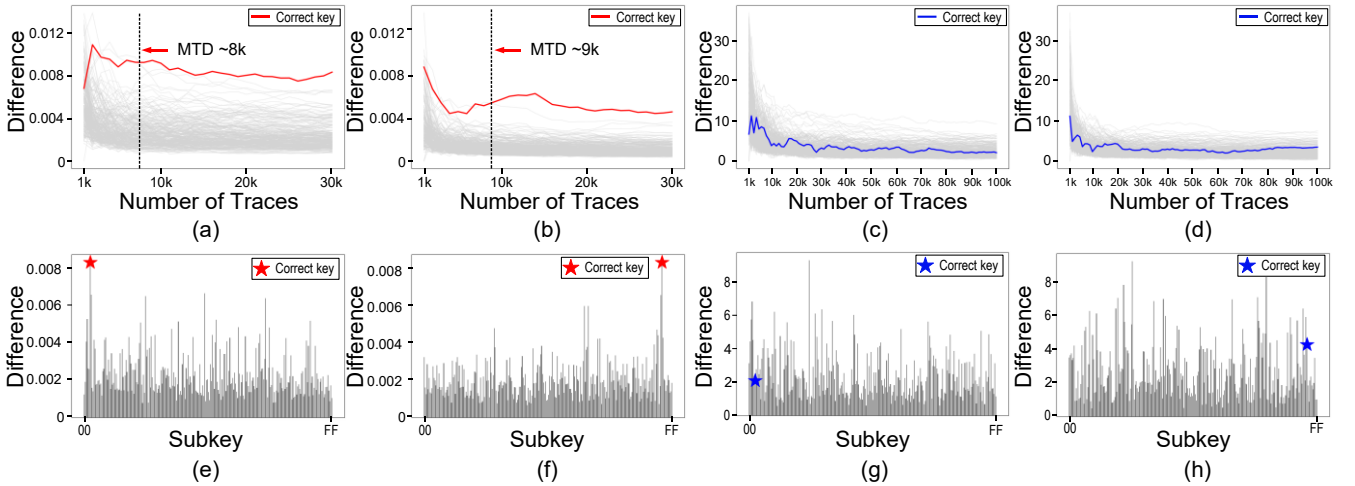 Difference
0.012
0.008
0.004
0
Correct key
MTD ~8k
1k
10k
20k
30k
Number of Traces
(a)
Difference
0.012
0.008
0.004
0
Correct key
MTD ~9k
1k
10k
20k
30k
Number of Traces
(b)
Difference
30
20
10
0
Correct key
1k 10k 20k 30k 40k 50k 60k 70k 80k 90k 100k
Number of Traces
(c)
Difference
30
20
10
0
Correct key
1k 10k 20k 30k 40k 50k 60k 70k 80k 90k 100k
Number of Traces
(d)
Difference
0.008
0.006
0.004
0.002
0
Correct key
00
FF
Subkey
(e)
Difference
0.008
0.006
0.004
0.002
0
Correct key
00
FF
Subkey
(f)
Difference
8
6
4
2
0
Correct key
00
FF
Subkey
(g)
Difference
8
6
4
2
0
Correct key
00
FF
Subkey
(h)